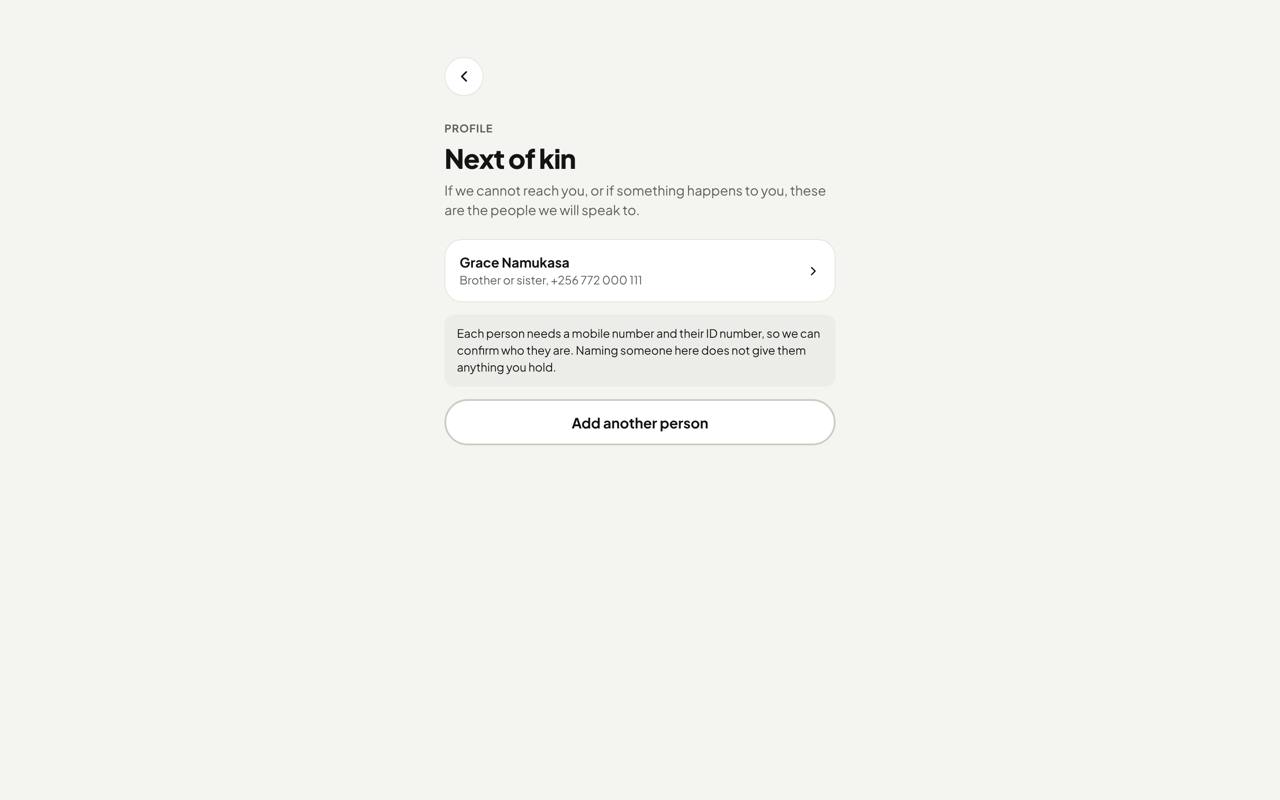 PROFILE
Next of kin
If we cannot reach you, or if something happens to you, these
are the people we will speak to.
Grace Namukasa
Brother or sister, +256 772 000 111
Each person needs a mobile number and their ID number, so we can
confirm who they are. Naming someone here does not give them
anything you hold.
Add another person